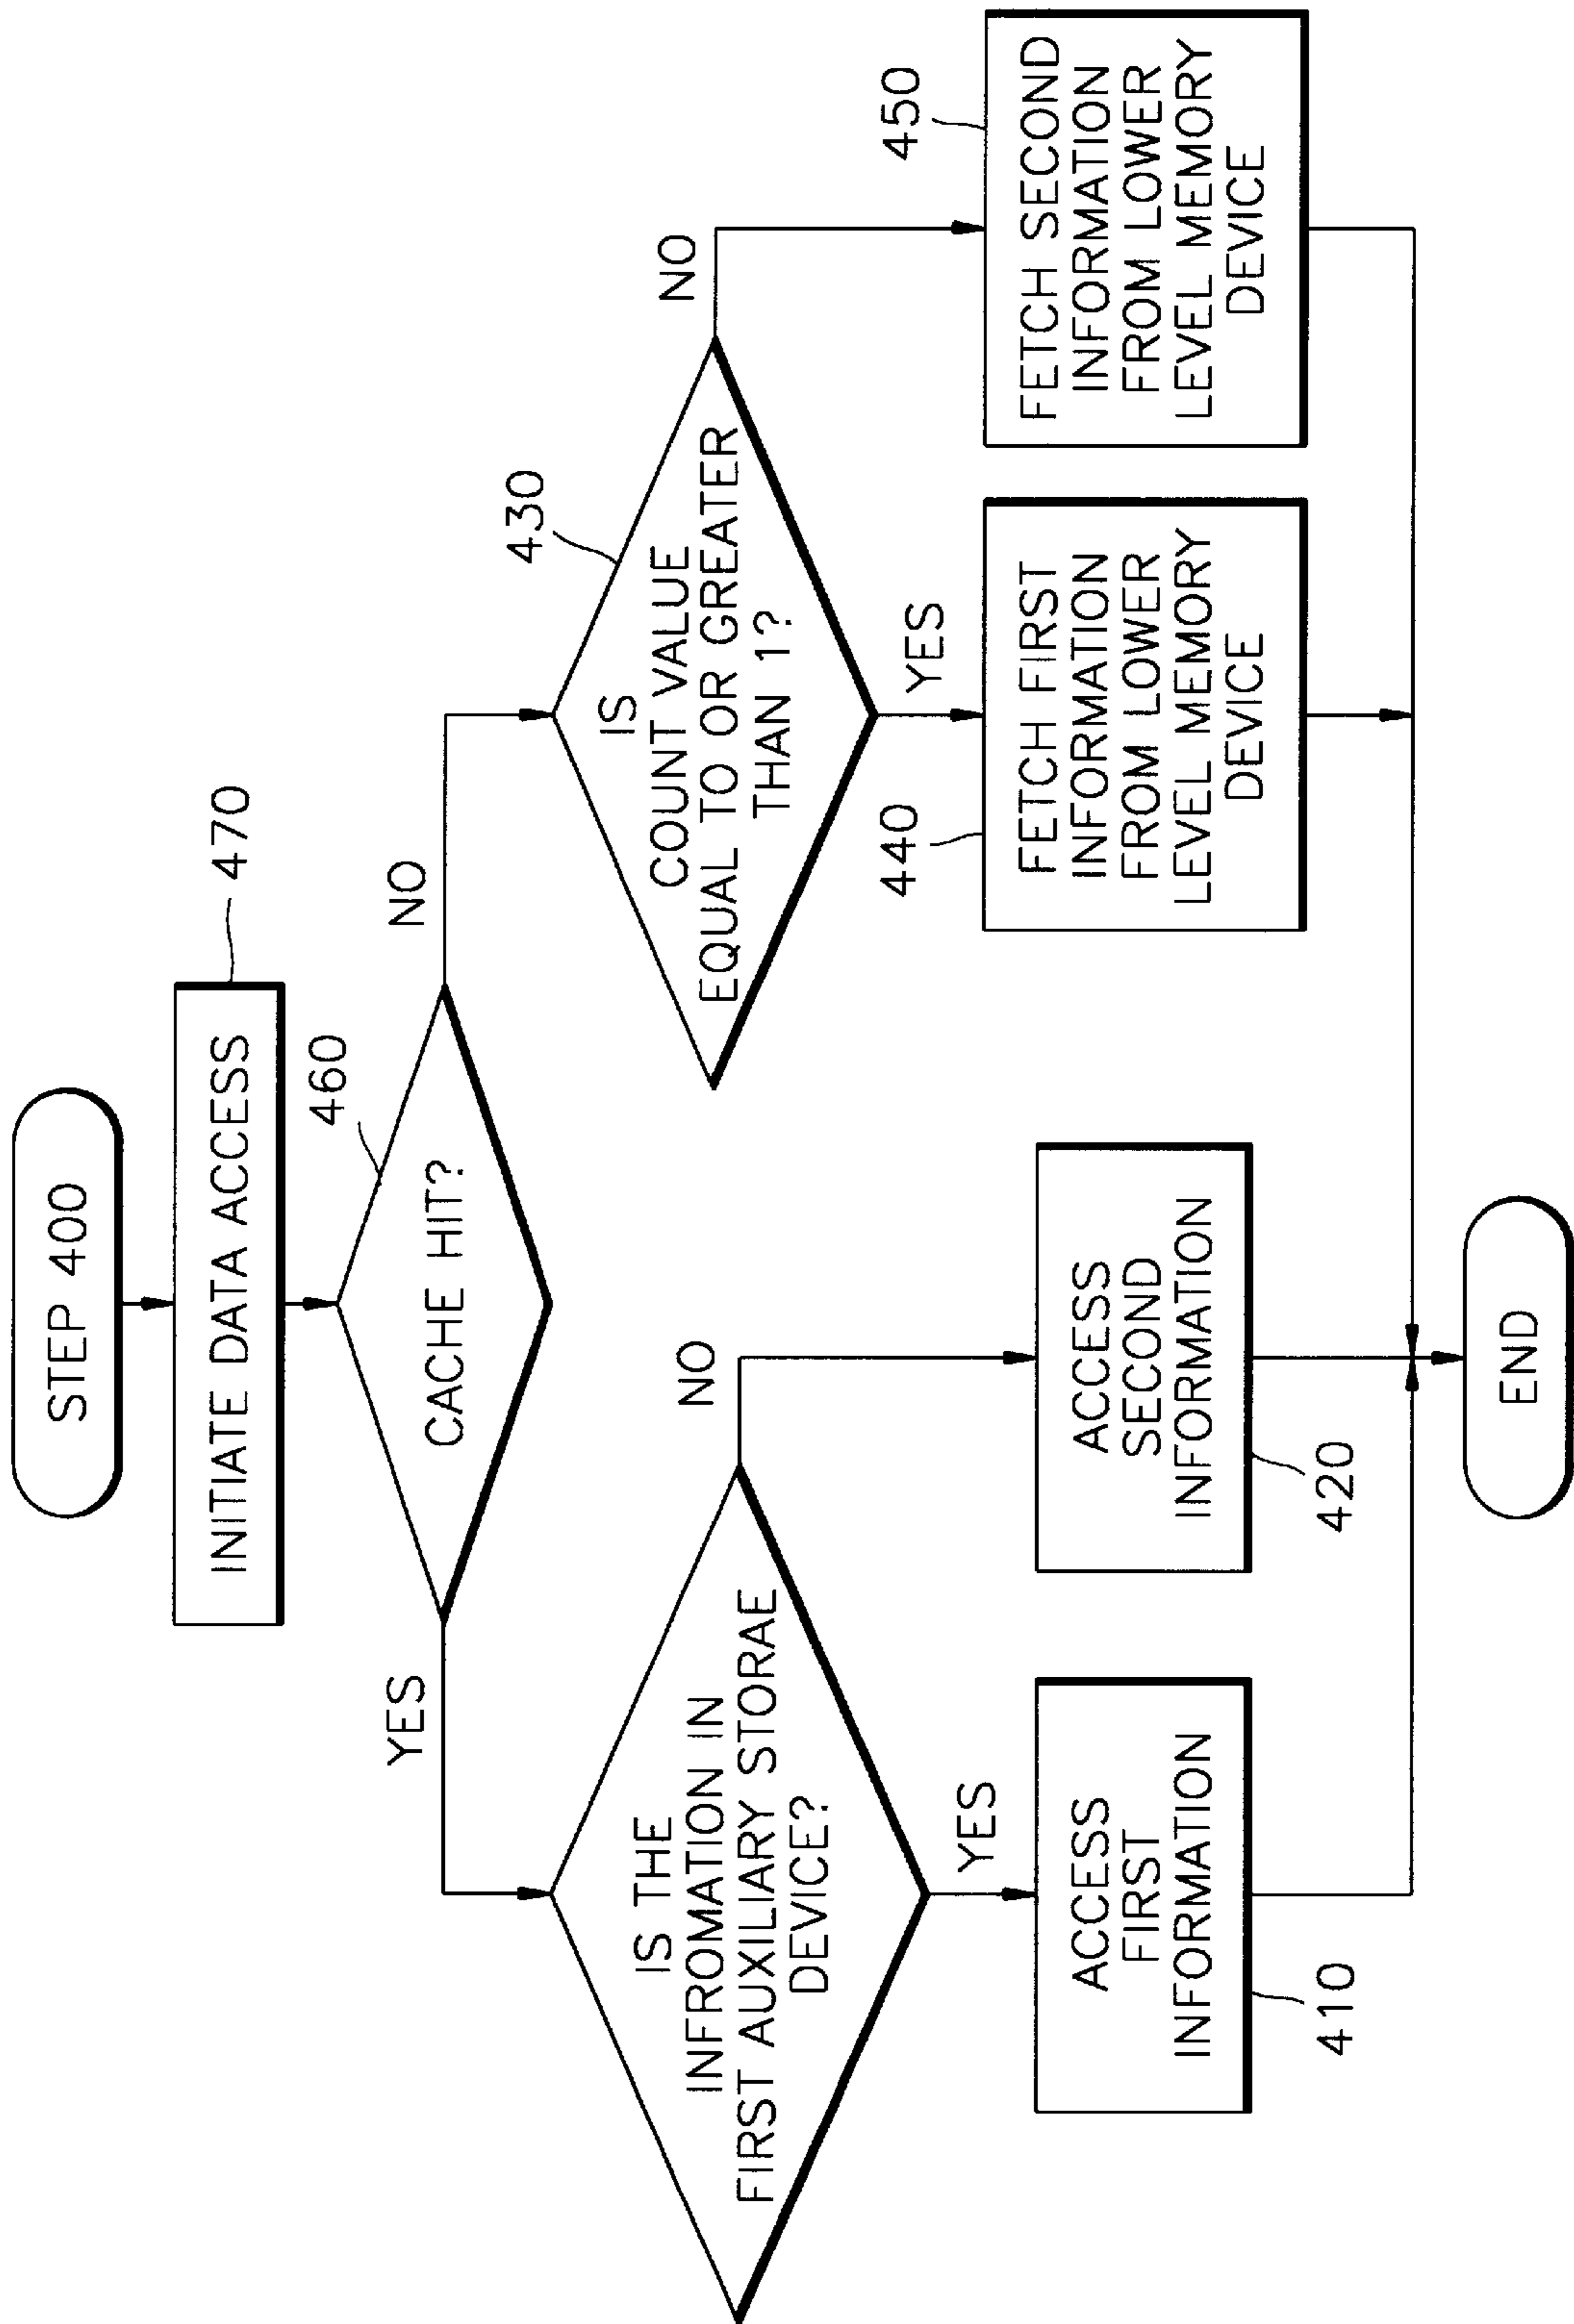 STEP 400
INITIATE DATA ACCESS
470
CACHE HIT?
460
YES
NO
IS THE
INFROMATION IN
FIRST AUXILIARY STORAE
DEVICE?
NO
YES
IS
COUNT VALUE
EQUAL TO OR GREATER
THAN 1?
430
NO
YES
ACCESS
FIRST
INFORMATION
410
ACCESS
SECOND
INFORMATION
420
440
FETCH FIRST
INFORMATION
FROM LOWER
LEVEL MEMORY
DEVICE
450
FETCH SECOND
INFORMATION
FROM LOWER
LEVEL MEMORY
DEVICE
END